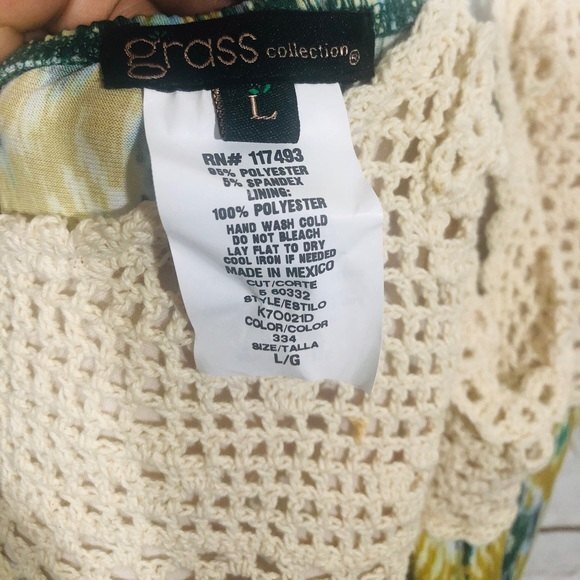 grass collection®
L
RN# 117493
95% POLYESTER
5% SPANDEX
LINING:
100% POLYESTER
HAND WASH COLD
DO NOT BLEACH
LAY FLAT TO DRY
COOL IRON IF NEEDED
MADE IN MEXICO
CUT/CORTE
5 60332
STYLE/ESTILO
K70021D
COLOR/COLOR
334
SIZE/TALLA
L/G